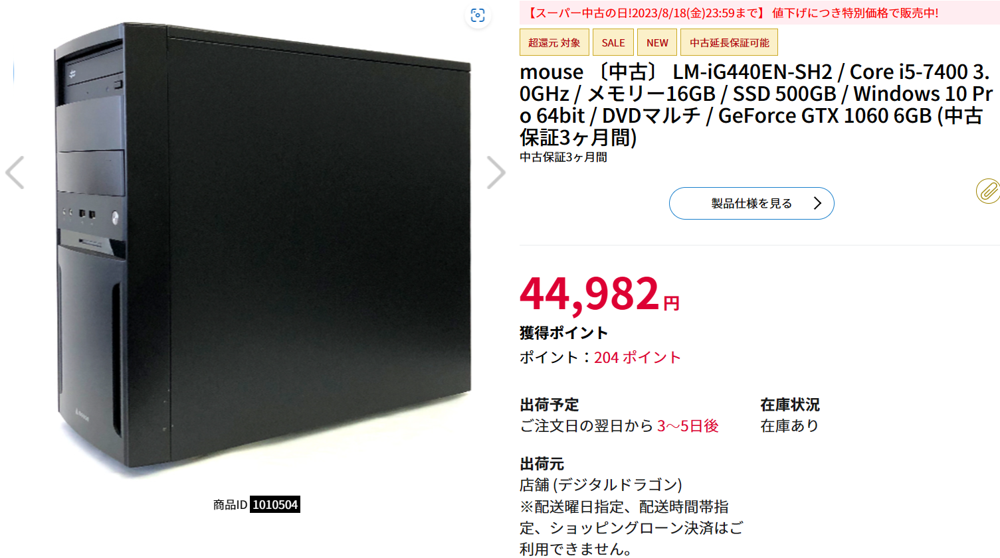 【スーパー中古の日!2023/8/18(金)23:59まで】 値下げにつき特別価格で販売中!
超還元 対象
SALE
NEW
中古延長保証可能
mouse 〔中古〕 LM-iG440EN-SH2 / Core i5-7400 3.
0GHz / メモリー16GB / SSD 500GB / Windows 10 Pr
o 64bit / DVDマルチ / GeForce GTX 1060 6GB (中古
保証3ヶ月間)
中古保証3ヶ月間
製品仕様を見る
44,982円
獲得ポイント
ポイント：204 ポイント
出荷予定
ご注文日の翌日から 3～5日後
在庫状況
在庫あり
出荷元
店舗 (デジタルドラゴン)
※配送曜日指定、配送時間帯指
定、ショッピングローン決済はご
利用できません。
商品ID 1010504